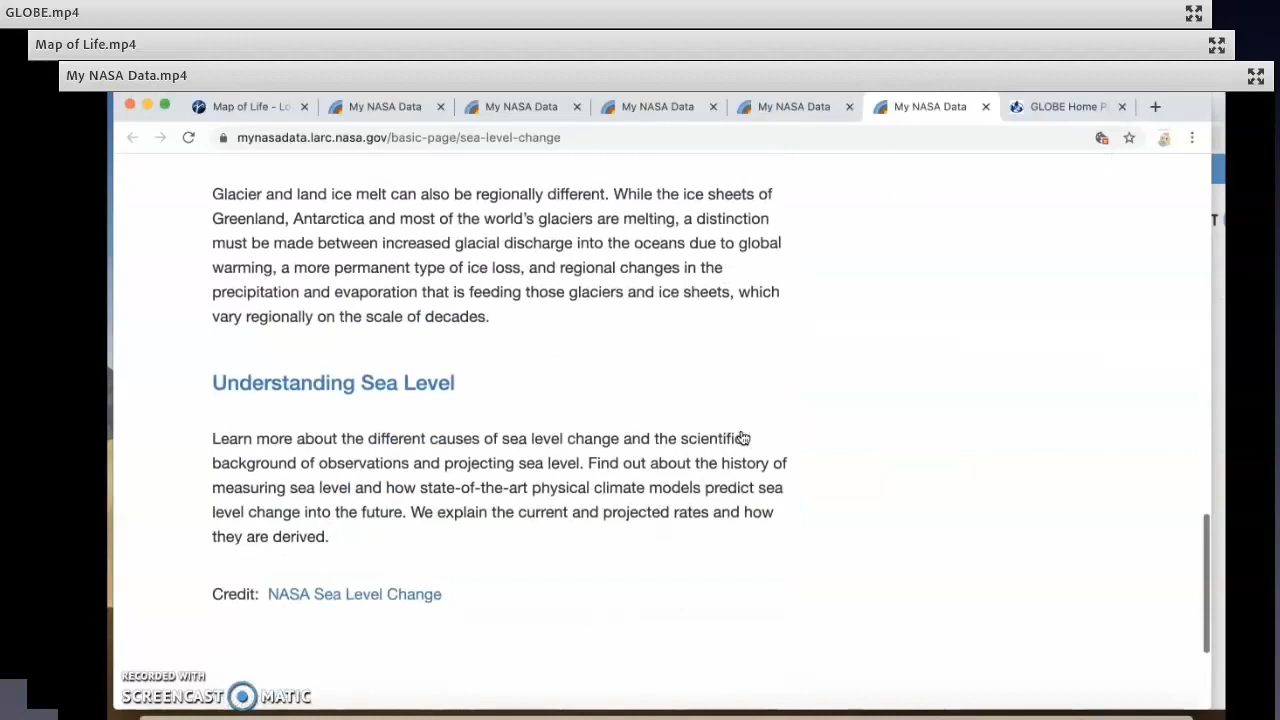 GLOBE.mp4
Map of Life.mp4
My NASA Data.mp4
Map of Life - Lo
My NASA Data
My NASA Data
My NASA Data
My NASA Data
My NASA Data
GLOBE Home P
mynasadata.larc.nasa.gov/basic-page/sea-level-change
Glacier and land ice melt can also be regionally different. While the ice sheets of
Greenland, Antarctica and most of the world's glaciers are melting, a distinction
must be made between increased glacial discharge into the oceans due to global
warming, a more permanent type of ice loss, and regional changes in the
precipitation and evaporation that is feeding those glaciers and ice sheets, which
vary regionally on the scale of decades.
Understanding Sea Level
Learn more about the different causes of sea level change and the scientific
background of observations and projecting sea level. Find out about the history of
measuring sea level and how state-of-the-art physical climate models predict sea
level change into the future. We explain the current and projected rates and how
they are derived.
Credit: NASA Sea Level Change
RECORDED WITH
SCREENCAST MATIC